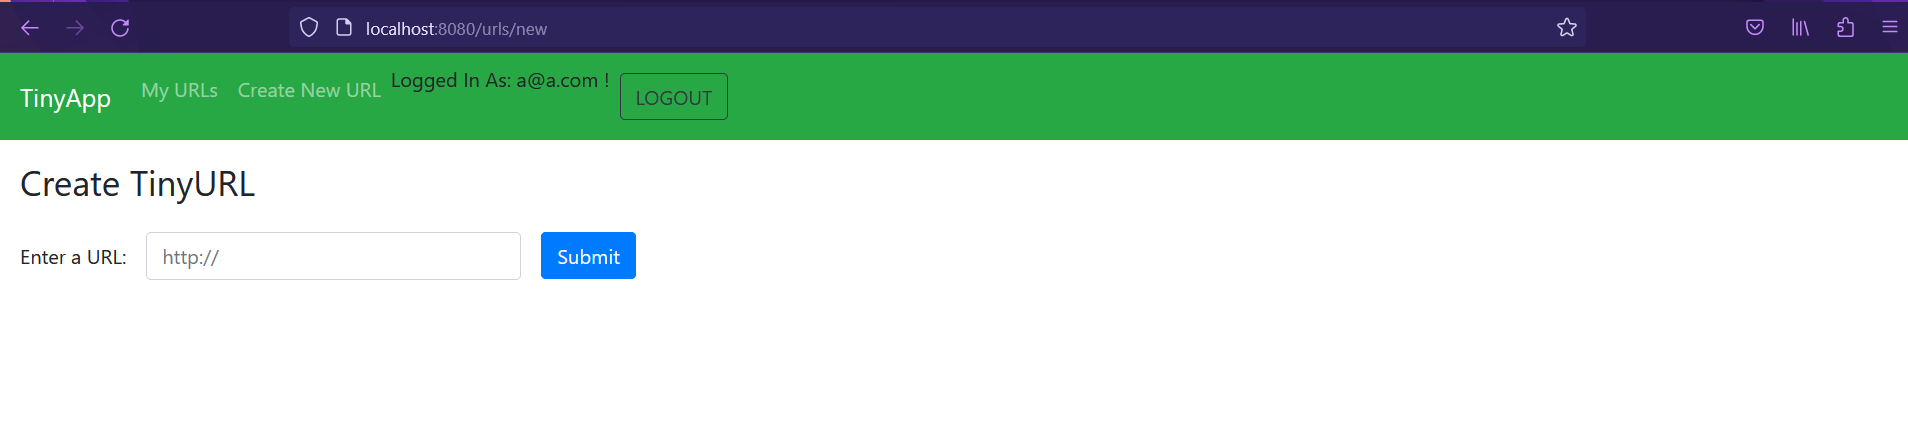 localhost:8080/urls/new
TinyApp My URLs Create New URL Logged In As: a@a.com ! LOGOUT
Create TinyURL
Enter a URL: http:// Submit